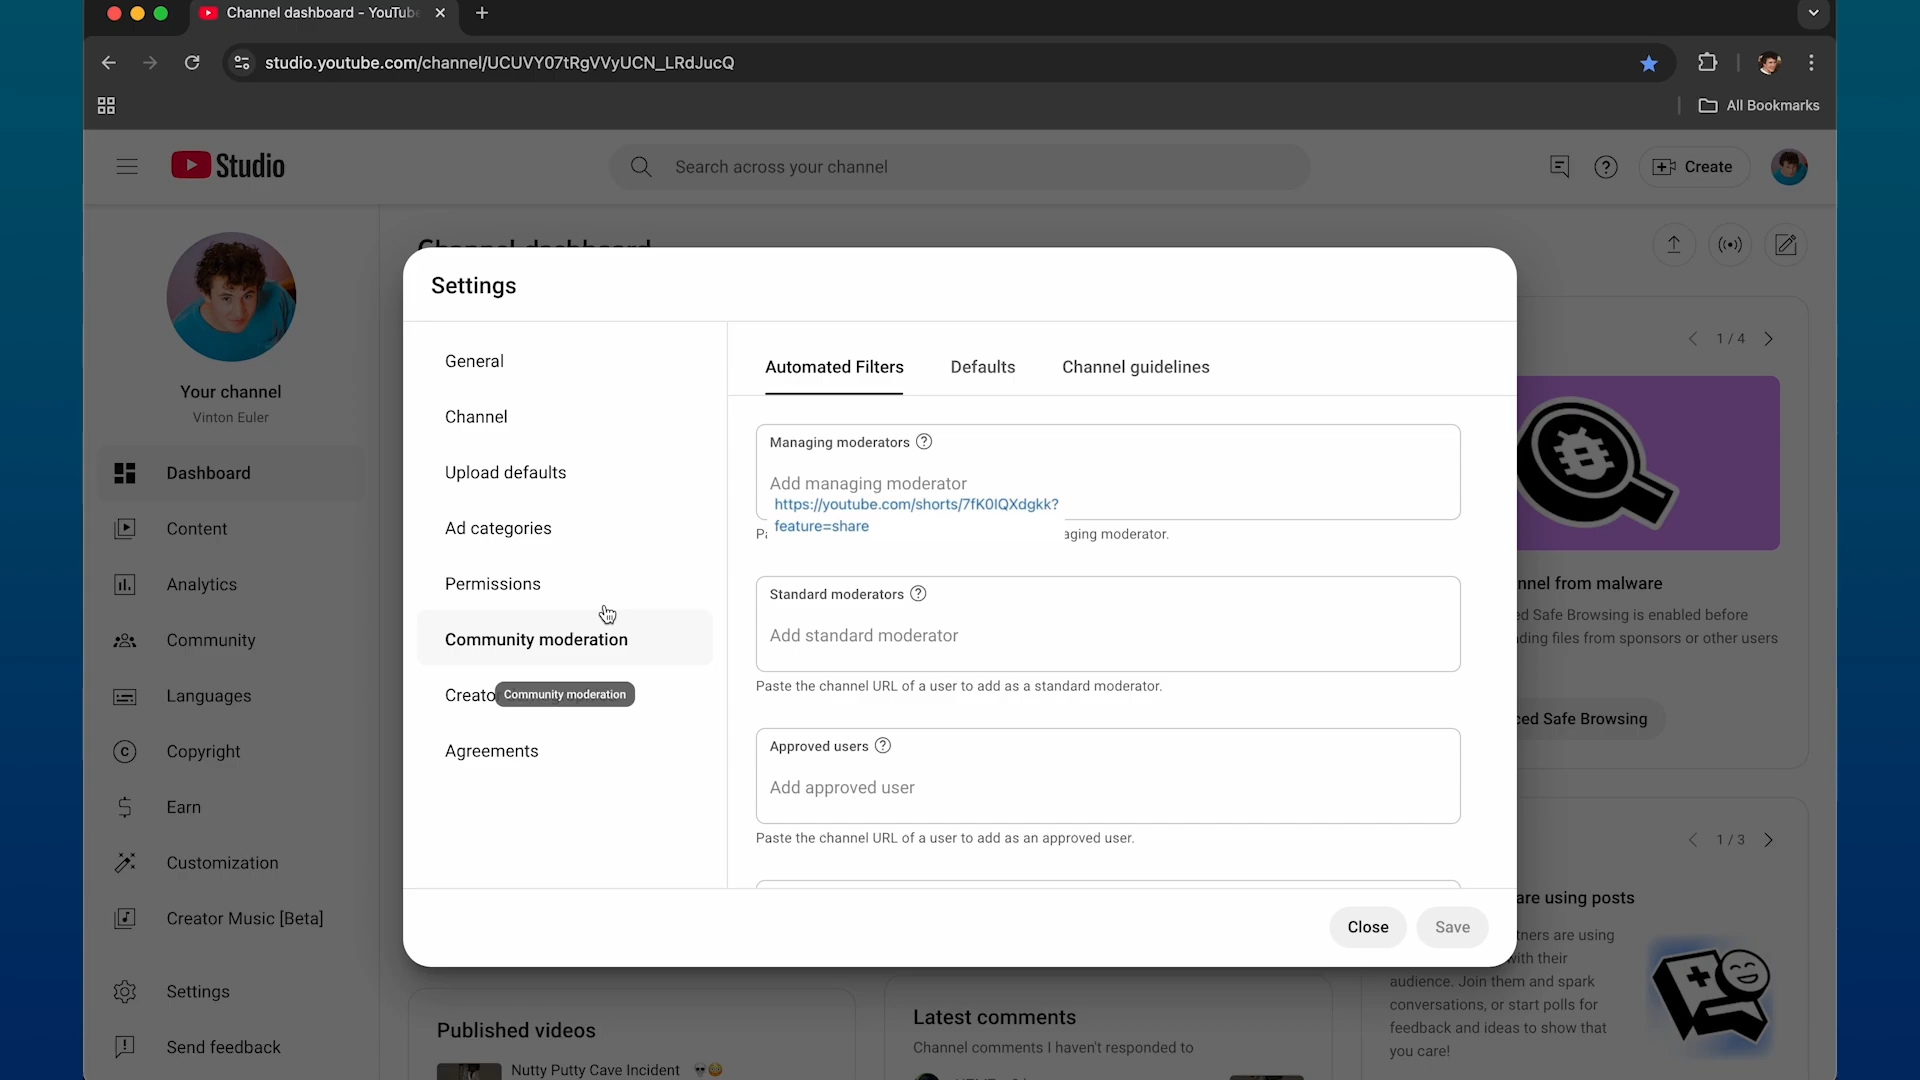 Channel dashboard - YouTube
studio.youtube.com/channel/UCUVY07tRgVVyUCN_LRdJucQ
All Bookmarks
Studio
Search across your channel
Create
Channel dashboard
Your channel
Vinton Euler
Dashboard
Content
Analytics
Community
Languages
Copyright
Earn
Customization
Creator Music [Beta]
Settings
Send feedback
Settings
General
Channel
Upload defaults
Ad categories
Permissions
Community moderation
Creato
Community moderation
Agreements
Automated Filters
Defaults
Channel guidelines
Managing moderators
Add managing moderator
https://youtube.com/shorts/7fK0IQXdgkk?
feature=share
aging moderator.
Standard moderators
Add standard moderator
Paste the channel URL of a user to add as a standard moderator.
Approved users
Add approved user
Paste the channel URL of a user to add as an approved user.
Close
Save
1 / 4
nnel from malware
ed Safe Browsing is enabled before
ding files from sponsors or other users
ced Safe Browsing
1 / 3
are using posts
tners are using
with their
audience. Join them and spark
conversations, or start polls for
feedback and ideas to show that
you care!
Published videos
Nutty Putty Cave Incident 💀😳
Latest comments
Channel comments I haven't responded to